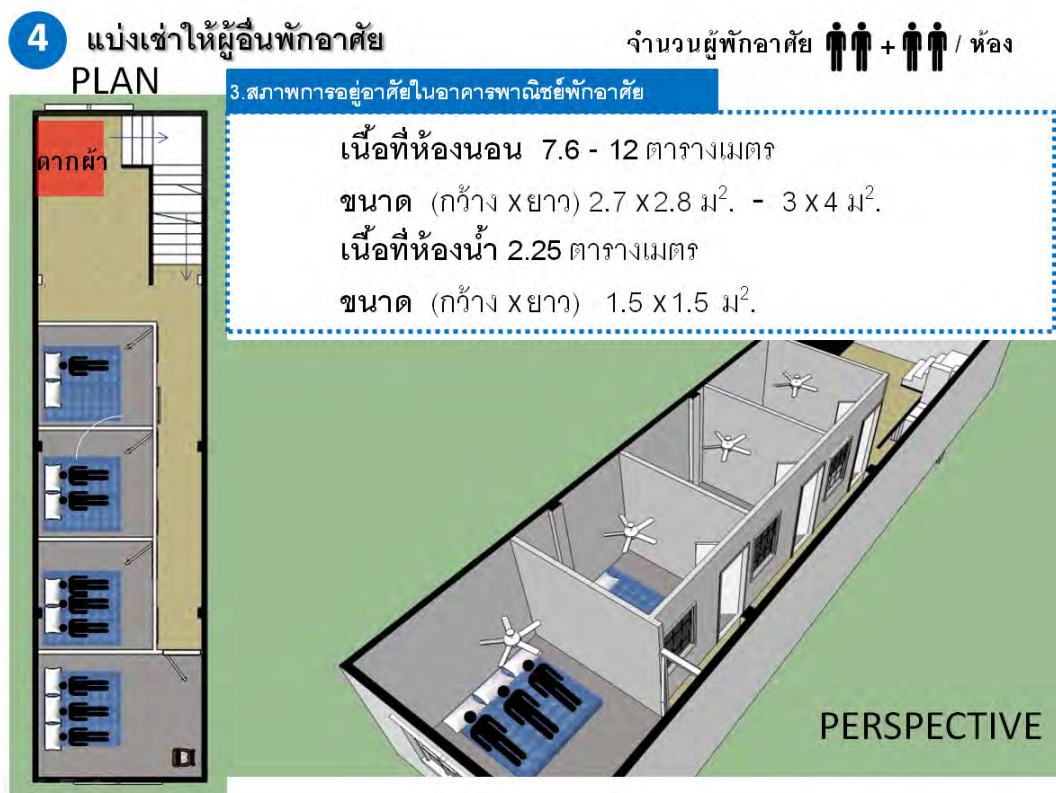 4 แบ่งเช่าให้ผู้อื่นพักอาศัย
จำนวนผู้พักอาศัย + / ห้อง
PLAN
3.สภาพการอยู่อาศัยในอาคารพาณิชย์พักอาศัย
ตากผ้า
เนื้อที่ห้องนอน 7.6 - 12 ตารางเมตร
ขนาด (กว้าง x ยาว) 2.7 x 2.8 ม². - 3 x 4 ม².
เนื้อที่ห้องน้ำ 2.25 ตารางเมตร
ขนาด (กว้าง x ยาว) 1.5 x 1.5 ม².
PERSPECTIVE